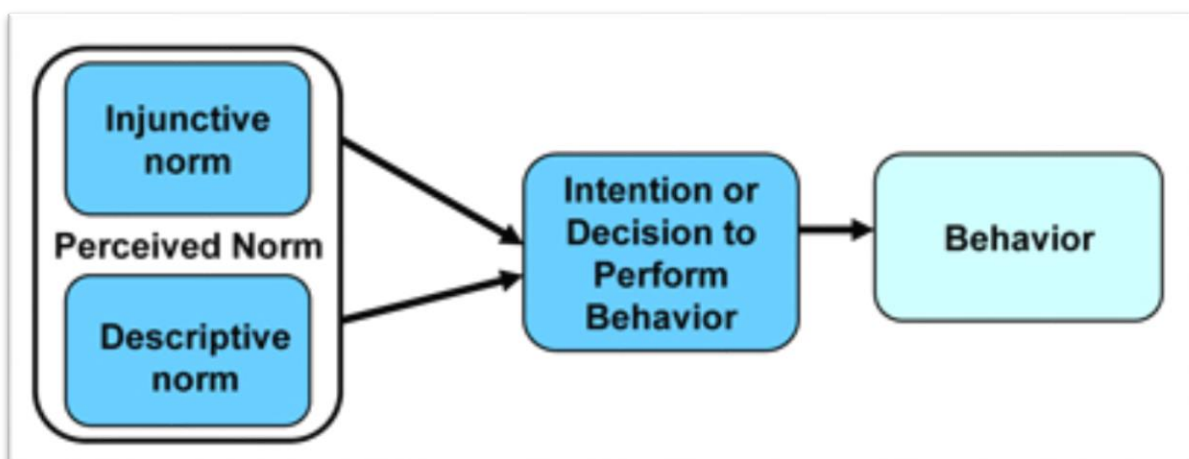 Injunctive
norm
Perceived Norm
Descriptive
norm
Intention or
Decision to
Perform
Behavior
Behavior